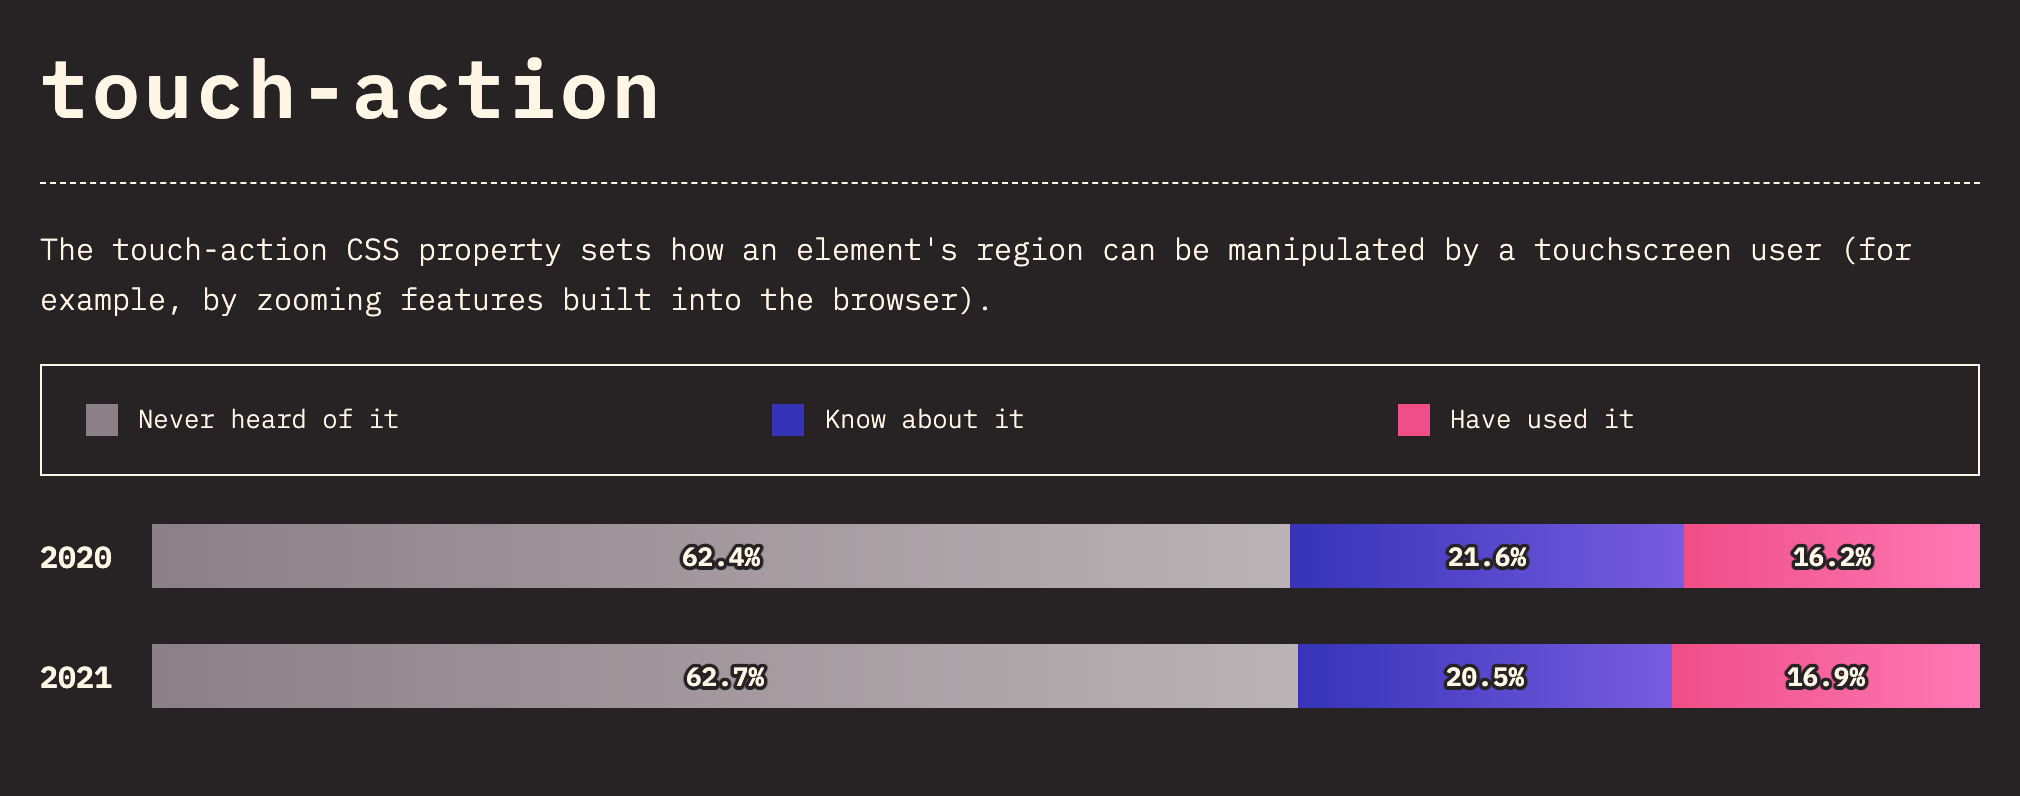 touch-action
The touch-action CSS property sets how an element's region can be manipulated by a touchscreen user (for
example, by zooming features built into the browser).
Never heard of it Know about it Have used it
2020 62.4% 21.6% 16.2%
2021 62.7% 20.5% 16.9%